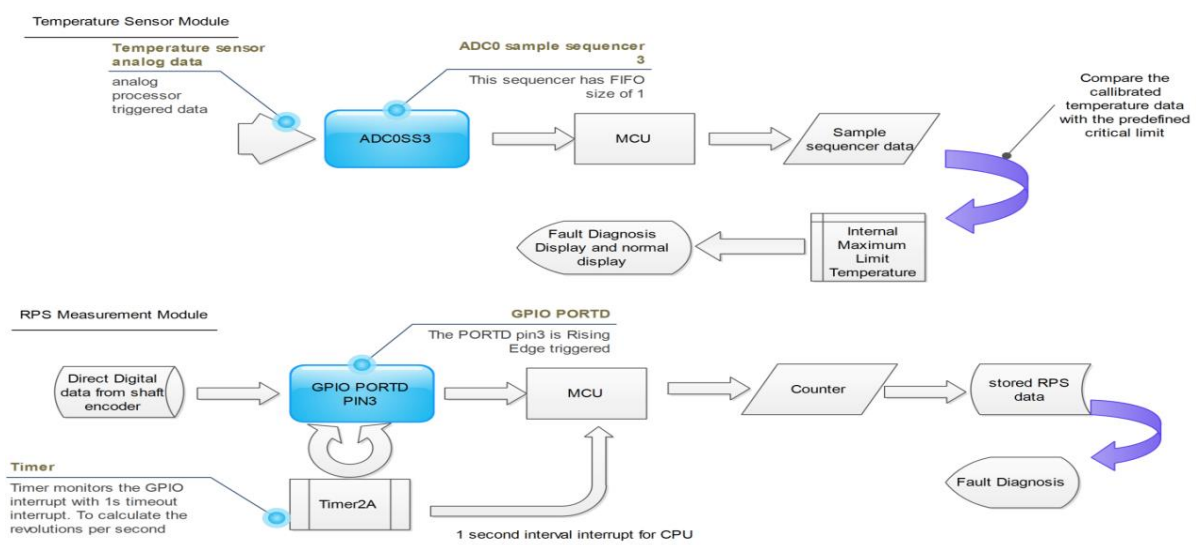 Temperature Sensor Module
Temperature sensor
analog data
analog
processor
triggered data
ADC0 sample sequencer
3
This sequencer has FIFO
size of 1
ADC0SS3
MCU
Sample
sequencer data
Compare the
callibrated
temperature data
with the predefined
critical limit
Internal
Maximum
Limit
Temperature
Fault Diagnosis
Display and normal
display
RPS Measurement Module
GPIO PORTD
The PORTD pin3 is Rising
Edge triggered
Direct Digital
data from shaft
encoder
GPIO PORTD
PIN3
MCU
Counter
stored RPS
data
Fault Diagnosis
Timer
Timer monitors the GPIO
interrupt with 1s timeout
interrupt. To calculate the
revolutions per second
Timer2A
1 second interval interrupt for CPU